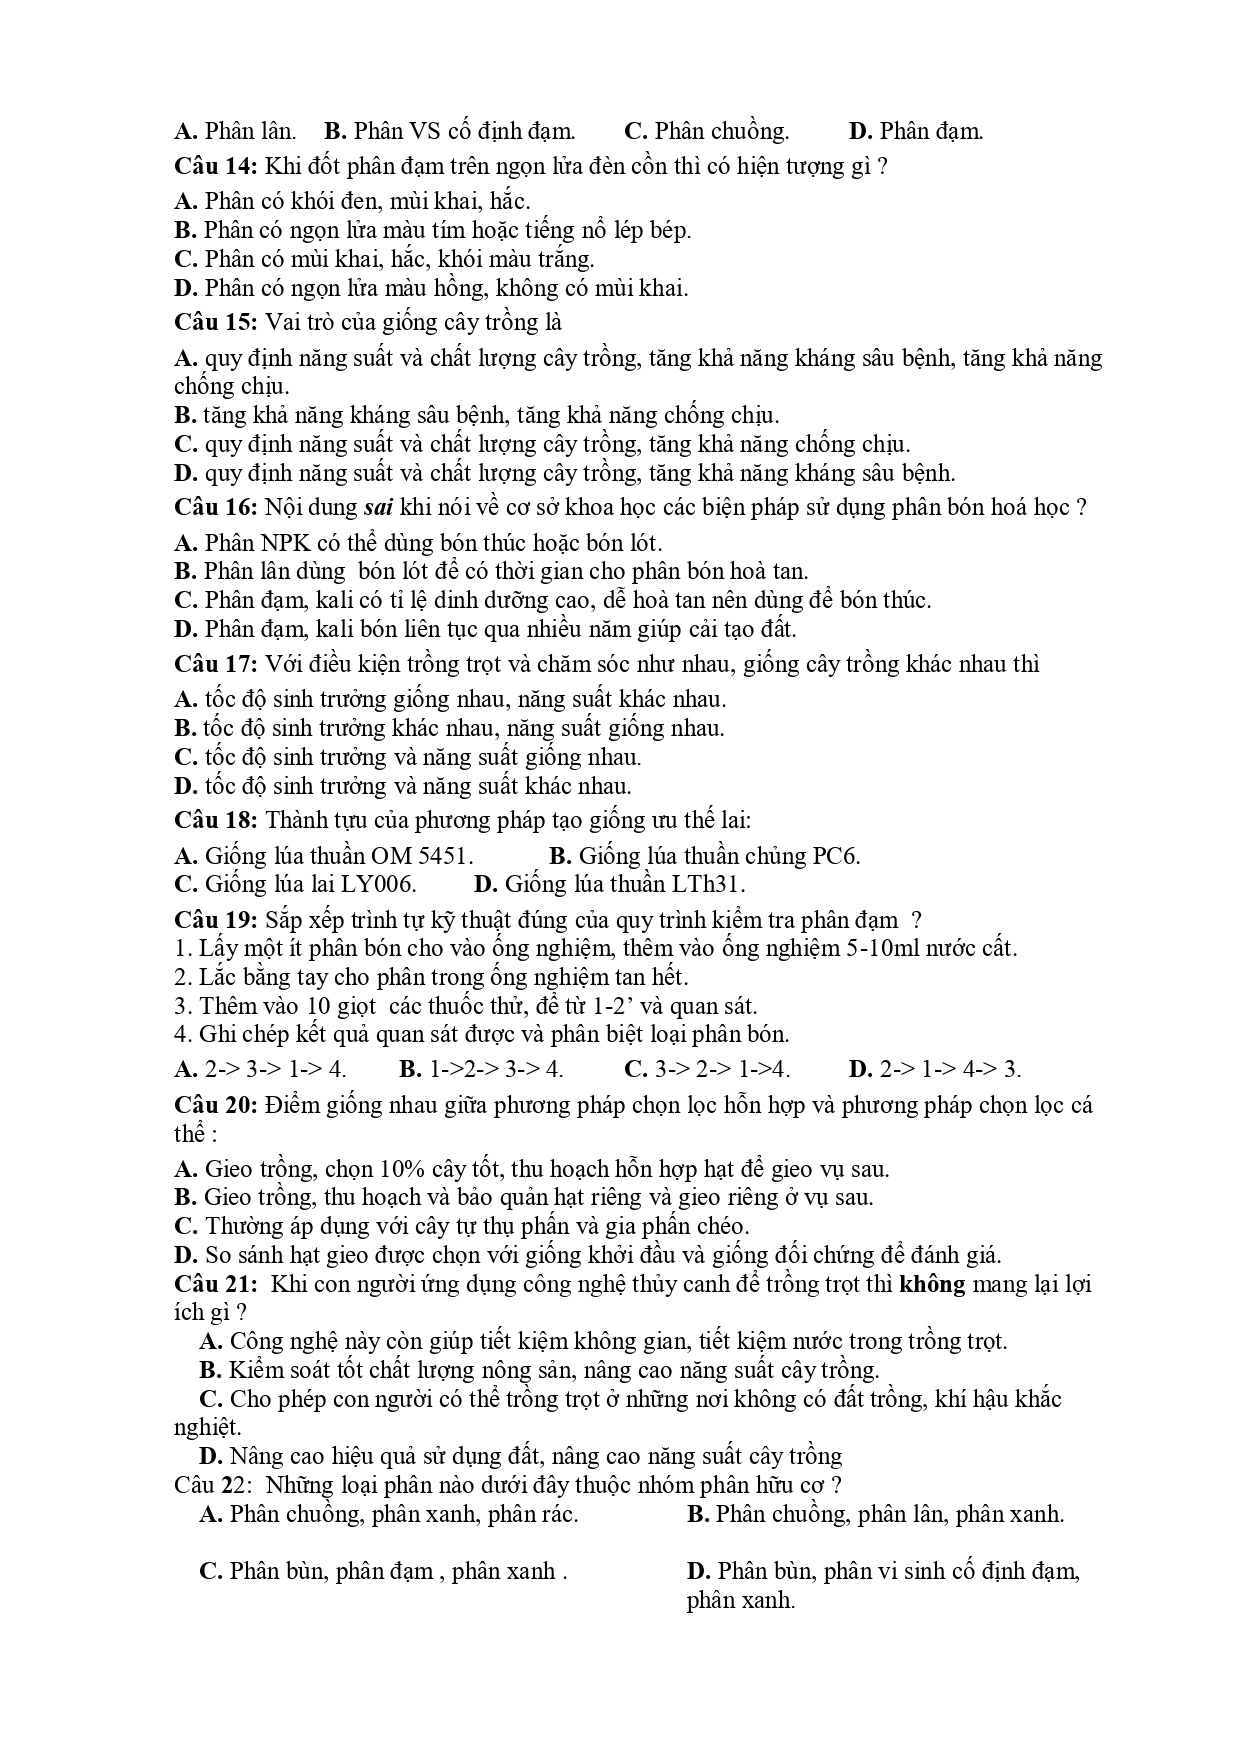 A. Phân lân. B. Phân VS cố định đạm. C. Phân chuồng. D. Phân đạm.
Câu 14: Khi đốt phân đạm trên ngọn lửa đèn cồn thì có hiện tượng gì ?
A. Phân có khói đen, mùi khai, hắc.
B. Phân có ngọn lửa màu tím hoặc tiếng nổ lép bép.
C. Phân có mùi khai, hắc, khói màu trắng.
D. Phân có ngọn lửa màu hồng, không có mùi khai.
Câu 15: Vai trò của giống cây trồng là
A. quy định năng suất và chất lượng cây trồng, tăng khả năng kháng sâu bệnh, tăng khả năng
chống chịu.
B. tăng khả năng kháng sâu bệnh, tăng khả năng chống chịu.
C. quy định năng suất và chất lượng cây trồng, tăng khả năng chống chịu.
D. quy định năng suất và chất lượng cây trồng, tăng khả năng kháng sâu bệnh.
Câu 16: Nội dung sai khi nói về cơ sở khoa học các biện pháp sử dụng phân bón hoá học ?
A. Phân NPK có thể dùng bón thúc hoặc bón lót.
B. Phân lân dùng  bón lót để có thời gian cho phân bón hoà tan.
C. Phân đạm, kali có tỉ lệ dinh dưỡng cao, dễ hoà tan nên dùng để bón thúc.
D. Phân đạm, kali bón liên tục qua nhiều năm giúp cải tạo đất.
Câu 17: Với điều kiện trồng trọt và chăm sóc như nhau, giống cây trồng khác nhau thì
A. tốc độ sinh trưởng giống nhau, năng suất khác nhau.
B. tốc độ sinh trưởng khác nhau, năng suất giống nhau.
C. tốc độ sinh trưởng và năng suất giống nhau.
D. tốc độ sinh trưởng và năng suất khác nhau.
Câu 18: Thành tựu của phương pháp tạo giống ưu thế lai:
A. Giống lúa thuần OM 5451. B. Giống lúa thuần chủng PC6.
C. Giống lúa lai LY006. D. Giống lúa thuần LTh31.
Câu 19: Sắp xếp trình tự kỹ thuật đúng của quy trình kiểm tra phân đạm  ?
1. Lấy một ít phân bón cho vào ống nghiệm, thêm vào ống nghiệm 5-10ml nước cất.
2. Lắc bằng tay cho phân trong ống nghiệm tan hết.
3. Thêm vào 10 giọt  các thuốc thử, để từ 1-2’ và quan sát.
4. Ghi chép kết quả quan sát được và phân biệt loại phân bón.
A. 2-> 3-> 1-> 4. B. 1->2-> 3-> 4. C. 3-> 2-> 1->4. D. 2-> 1-> 4-> 3.
Câu 20: Điểm giống nhau giữa phương pháp chọn lọc hỗn hợp và phương pháp chọn lọc cá
thể :
A. Gieo trồng, chọn 10% cây tốt, thu hoạch hỗn hợp hạt để gieo vụ sau.
B. Gieo trồng, thu hoạch và bảo quản hạt riêng và gieo riêng ở vụ sau.
C. Thường áp dụng với cây tự thụ phấn và gia phấn chéo.
D. So sánh hạt gieo được chọn với giống khởi đầu và giống đối chứng để đánh giá.
Câu 21:  Khi con người ứng dụng công nghệ thủy canh để trồng trọt thì không mang lại lợi
ích gì ?
A. Công nghệ này còn giúp tiết kiệm không gian, tiết kiệm nước trong trồng trọt.
B. Kiểm soát tốt chất lượng nông sản, nâng cao năng suất cây trồng.
C. Cho phép con người có thể trồng trọt ở những nơi không có đất trồng, khí hậu khắc
nghiệt.
D. Nâng cao hiệu quả sử dụng đất, nâng cao năng suất cây trồng
Câu 22:  Những loại phân nào dưới đây thuộc nhóm phân hữu cơ ?
A. Phân chuồng, phân xanh, phân rác. B. Phân chuồng, phân lân, phân xanh.
C. Phân bùn, phân đạm , phân xanh . D. Phân bùn, phân vi sinh cố định đạm,
phân xanh.